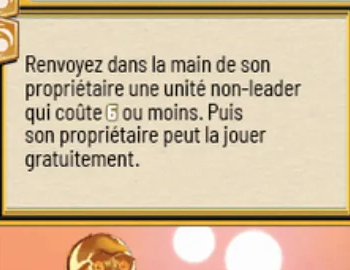 Renvoyez dans la main de son
propriétaire une unité non-leader
qui coûte 6 ou moins. Puis
son propriétaire peut la jouer
gratuitement.